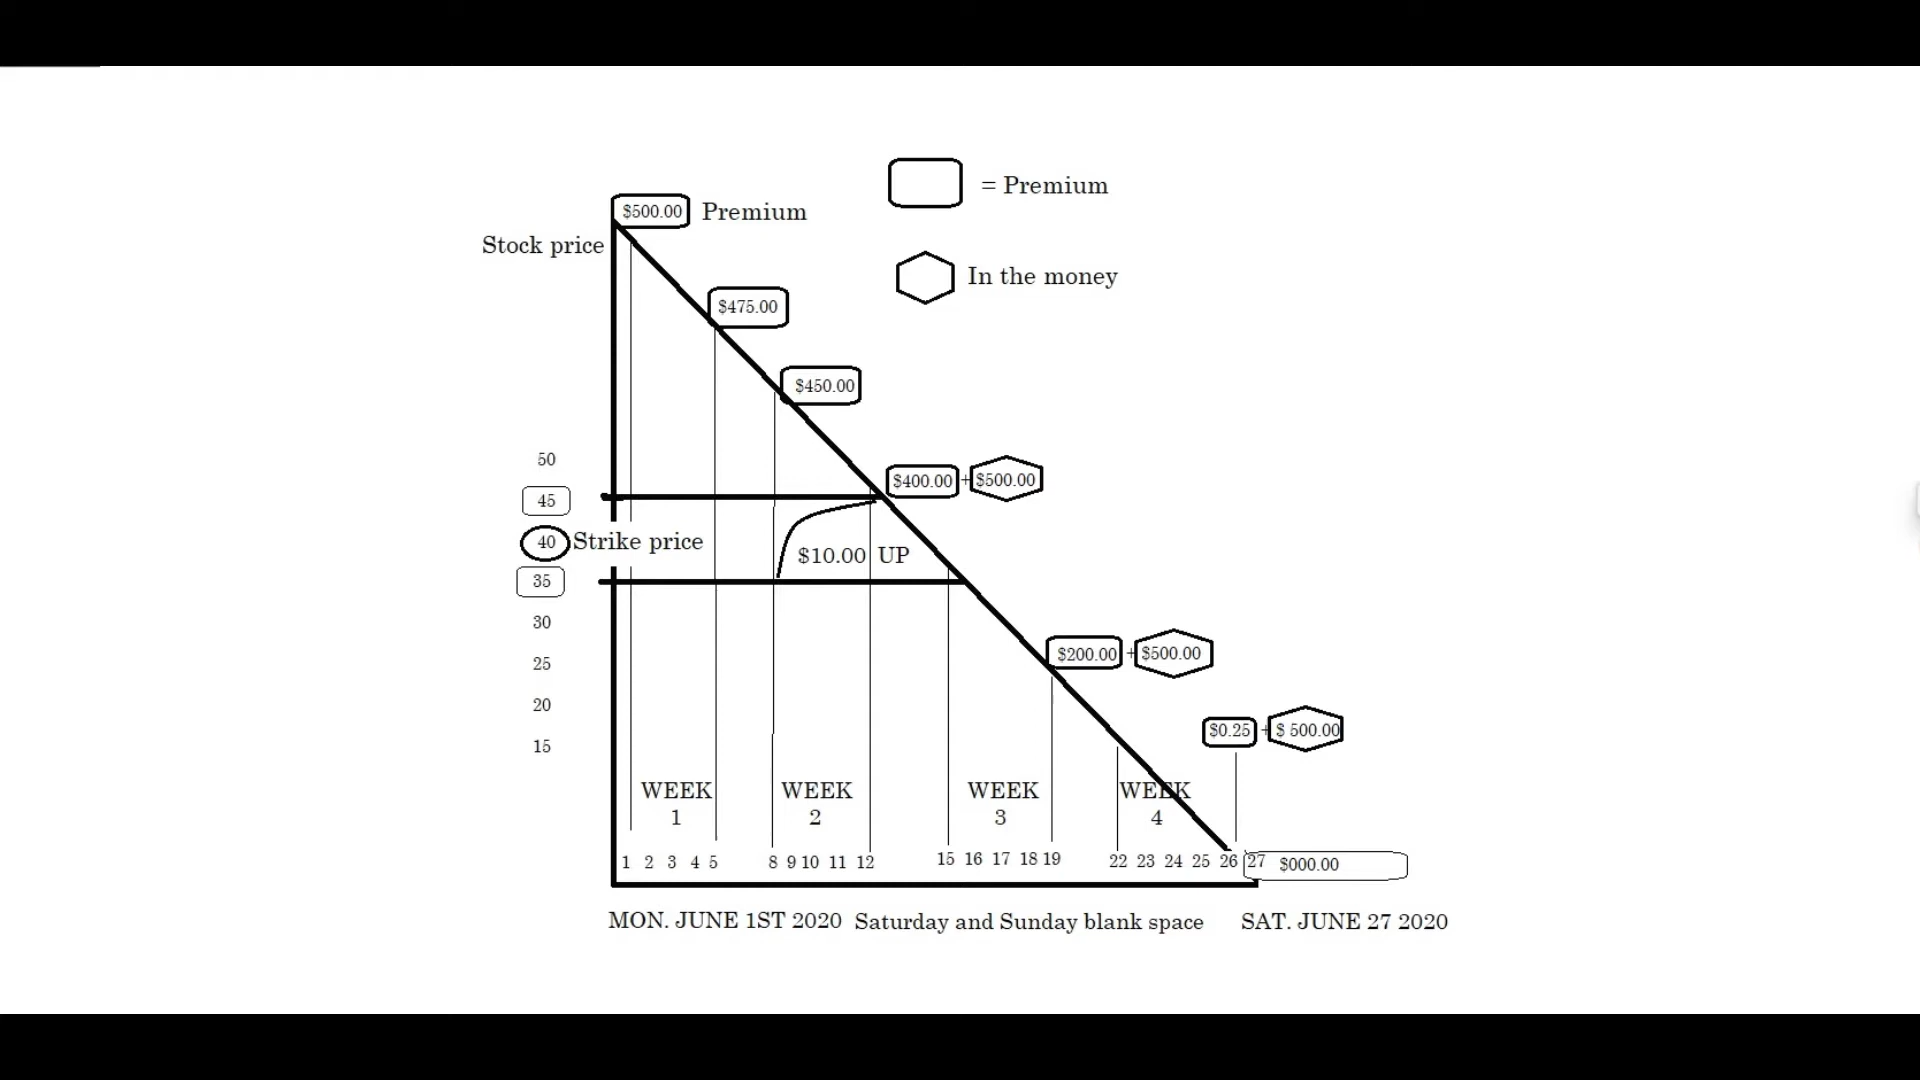 = Premium
$500.00 Premium
Stock price
In the money
$475.00
$450.00
50
$400.00 + $500.00
45
40 Strike price
$10.00 UP
35
30
$200.00 + $500.00
25
20
$0.25 + $ 500.00
15
WEEK 1
WEEK 2
WEEK 3
WEEK 4
1 2 3 4 5 8 9 10 11 12 15 16 17 18 19 22 23 24 25 26 27 $000.00
MON. JUNE 1ST 2020 Saturday and Sunday blank space SAT. JUNE 27 2020